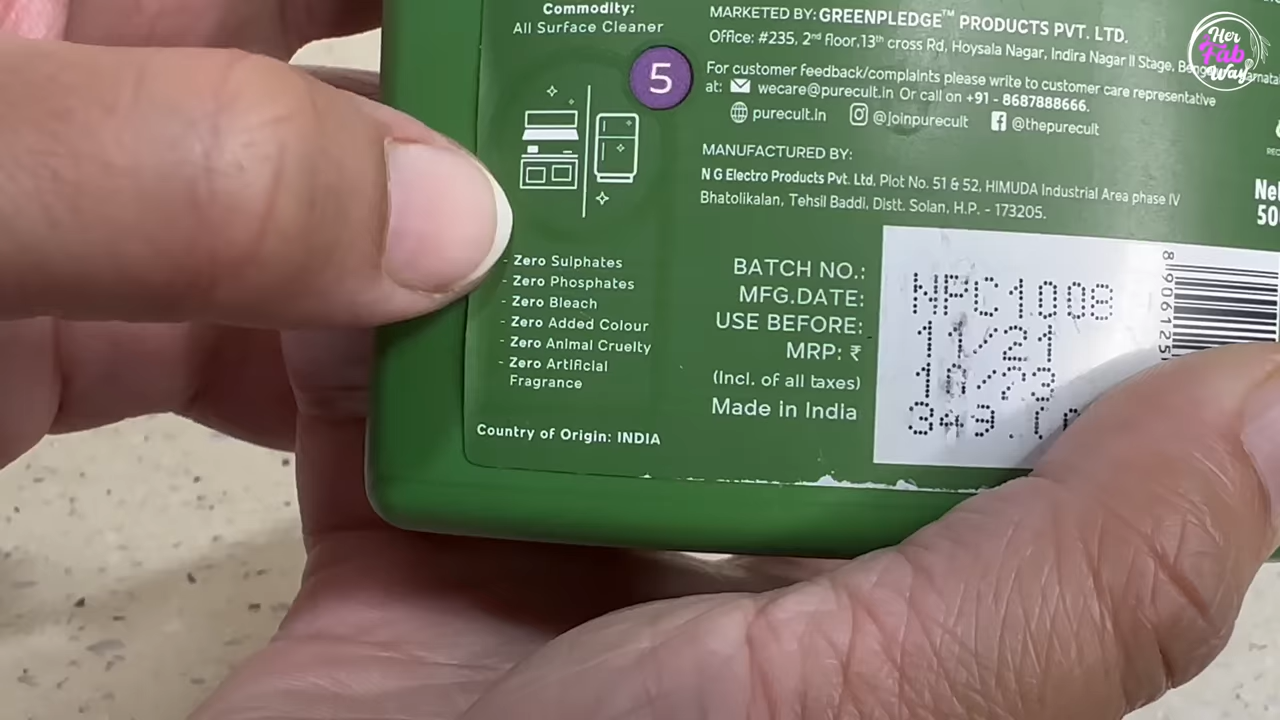 Commodity:
All Surface Cleaner
5
- Zero Sulphates
- Zero Phosphates
- Zero Bleach
- Zero Added Colour
- Zero Animal Cruelty
- Zero Artificial
Fragrance
Country of Origin: INDIA
MARKETED BY: GREENPLEDGE™ PRODUCTS PVT. LTD.
Office: #235, 2nd floor, 13th cross Rd, Hoysala Nagar, Indira Nagar II Stage,
For customer feedback/complaints please write to customer care representative
at: wecare@purecult.in Or call on +91 - 8687888666.
purecult.in @joinpurecult @thepurecult
MANUFACTURED BY:
N G Electro Products Pvt. Ltd. Plot No. 51 & 52, HIMUDA Industrial Area phase IV
Bhatolikalan, Tehsil Baddi, Distt. Solan, H.P. - 173205.
BATCH NO.: NPC1008
MFG.DATE: 11/21
USE BEFORE:
MRP: ₹
(Incl. of all taxes)
Made in India
8906125
Her
Fab
Way